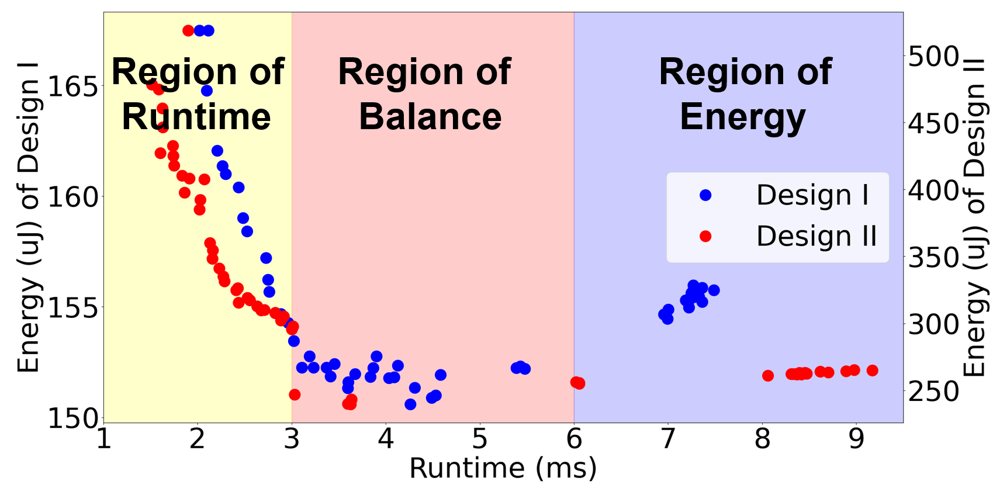 Region of
Runtime
Region of
Balance
Region of
Energy
Energy (uJ) of Design I
165
160
155
150
500
450
400
350
300
250
Energy (uJ) of Design II
Design I
Design II
1 2 3 4 5 6 7 8 9
Runtime (ms)